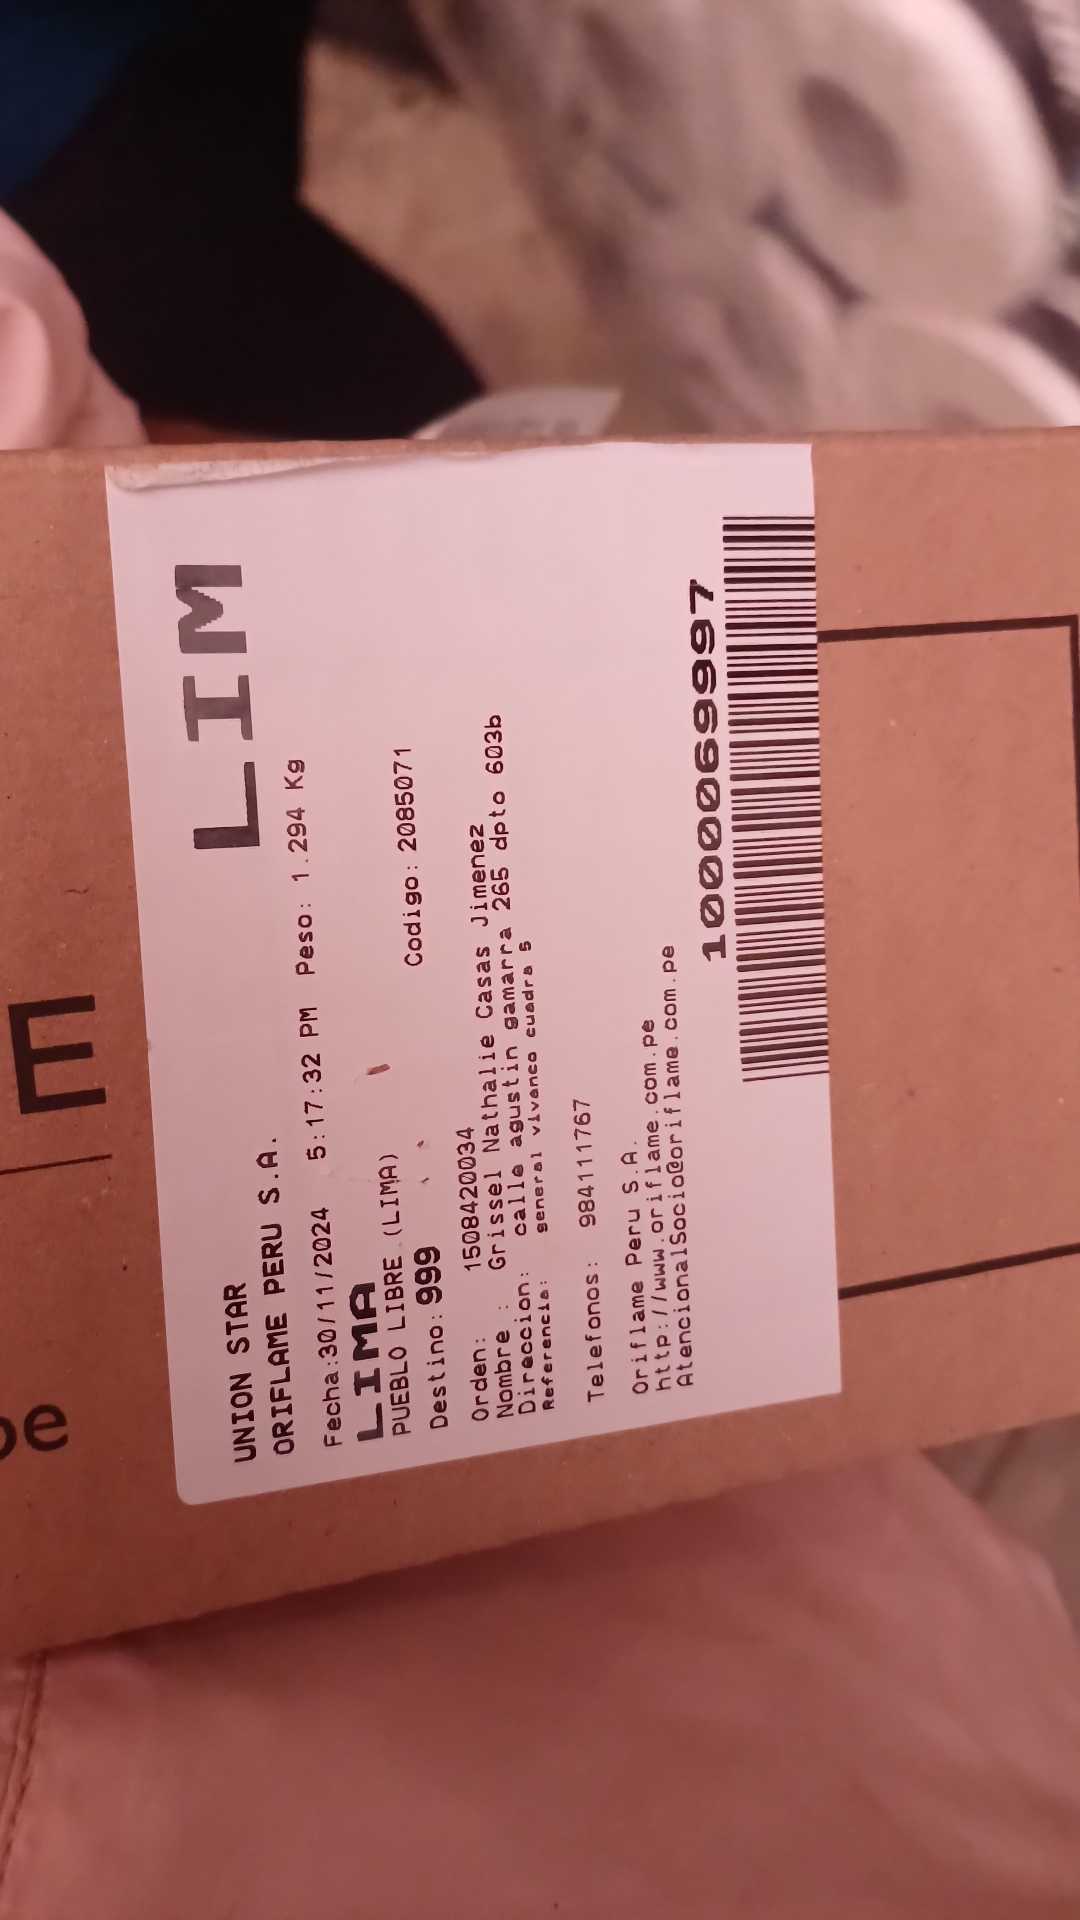 LIM
UNION STAR
ORIFLAME PERU S.A.
Fecha:30/11/2024 5:17:32 PM Peso: 1.294 Kg
LIMA
PUEBLO LIBRE (LIMA)
Destino: 999 Codigo: 2085071
Orden: 1508420034
Nombre : Grissel Nathalie Casas Jimenez
Direccion: calle agustin gamarra 265 dpto 603b
Referencia: general vivanco cuadra 5
Telefonos: 984111767
Oriflame Peru S.A.
http://www.oriflame.com.pe
AtencionalSocio@oriflame.com.pe
1000069997
E